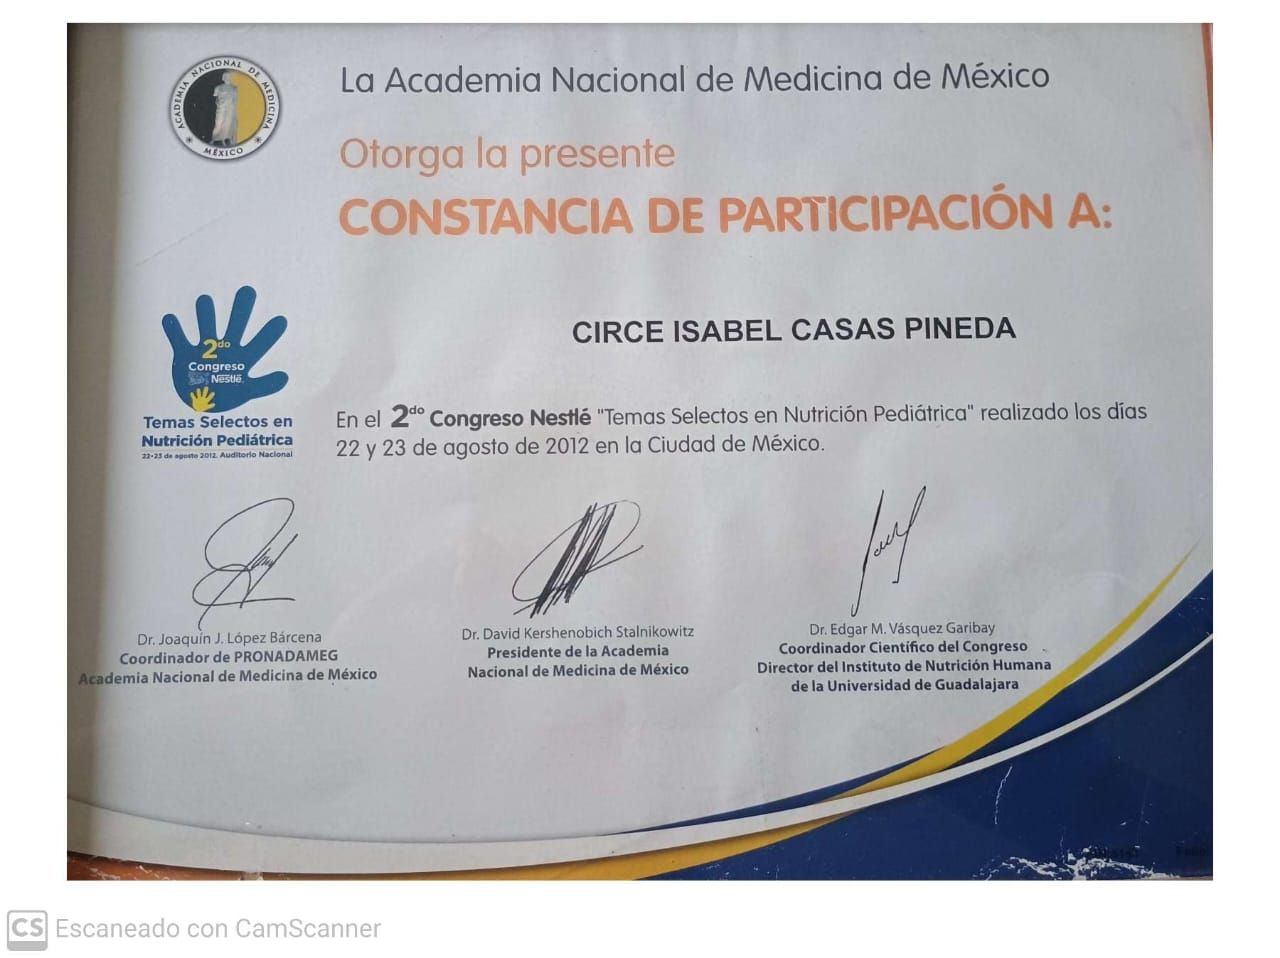 ACADEMIA NACIONAL DE MEDICINA
MÉXICO
La Academia Nacional de Medicina de México
Otorga la presente
CONSTANCIA DE PARTICIPACIÓN A:
CIRCE ISABEL CASAS PINEDA
2do
Congreso
Nestlé
Temas Selectos en
Nutrición Pediátrica
22·23 de agosto 2012. Auditorio Nacional
En el 2do Congreso Nestlé "Temas Selectos en Nutrición Pediátrica" realizado los días
22 y 23 de agosto de 2012 en la Ciudad de México.
Dr. Joaquín J. López Bárcena
Coordinador de PRONADAMEG
Academia Nacional de Medicina de México
Dr. David Kershenobich Stalnikowitz
Presidente de la Academia
Nacional de Medicina de México
Dr. Edgar M. Vásquez Garibay
Coordinador Científico del Congreso
Director del Instituto de Nutrición Humana
de la Universidad de Guadalajara
CS Escaneado con CamScanner